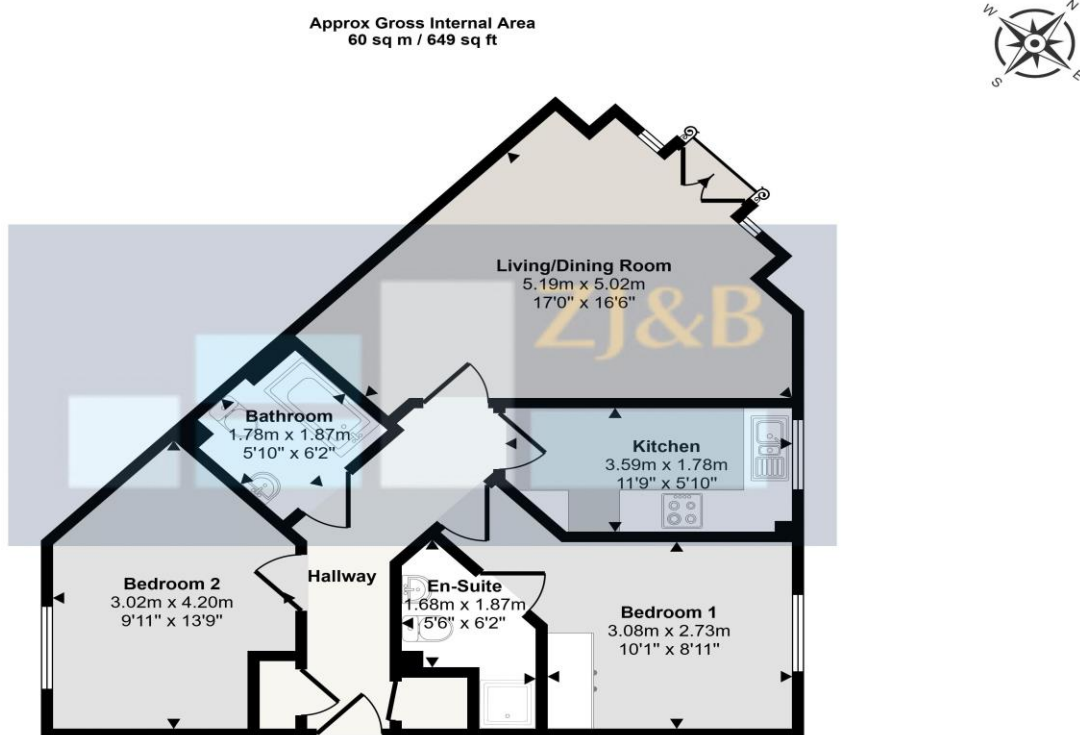 Approx Gross Internal Area
60 sq m / 649 sq ft
N
W
E
S
Living/Dining Room
5.19m x 5.02m
17'0" x 16'6"
ZJ&B
Bathroom
1.78m x 1.87m
5'10" x 6'2"
Kitchen
3.59m x 1.78m
11'9" x 5'10"
Hallway
Bedroom 2
3.02m x 4.20m
9'11" x 13'9"
En-Suite
1.68m x 1.87m
5'6" x 6'2"
Bedroom 1
3.08m x 2.73m
10'1" x 8'11"